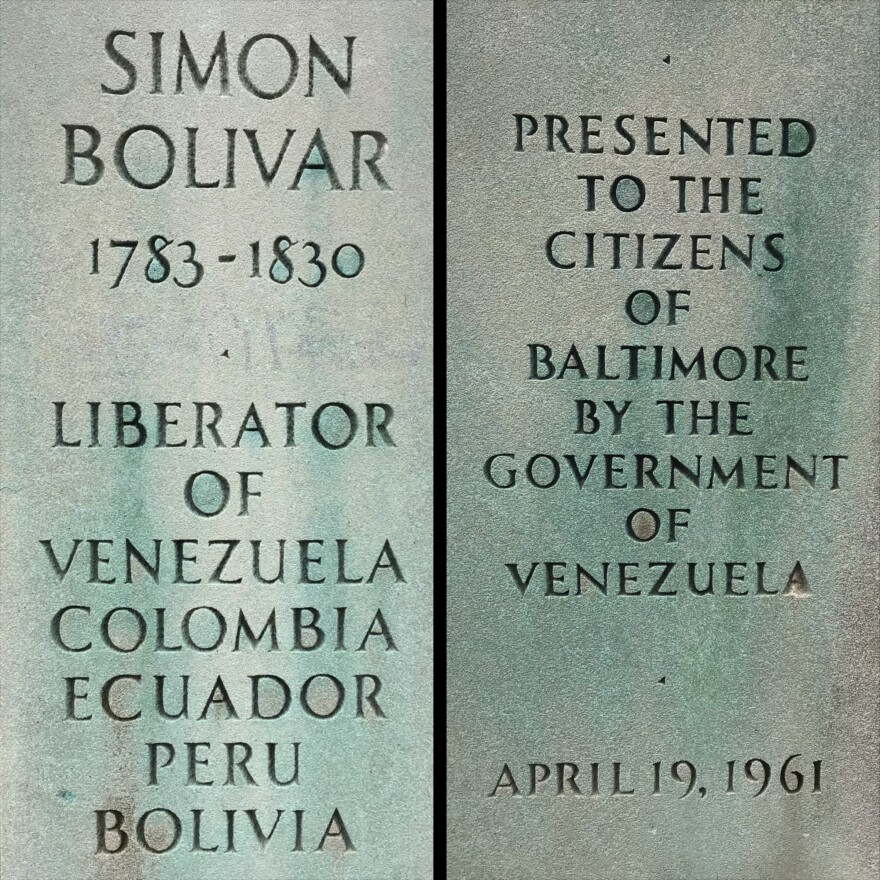 SIMON
BOLIVAR
1783-1830
LIBERATOR
OF
VENEZUELA
COLOMBIA
ECUADOR
PERU
BOLIVIA
PRESENTED
TO THE
CITIZENS
OF
BALTIMORE
BY THE
GOVERNMENT
OF
VENEZUELA
APRIL 19, 1961